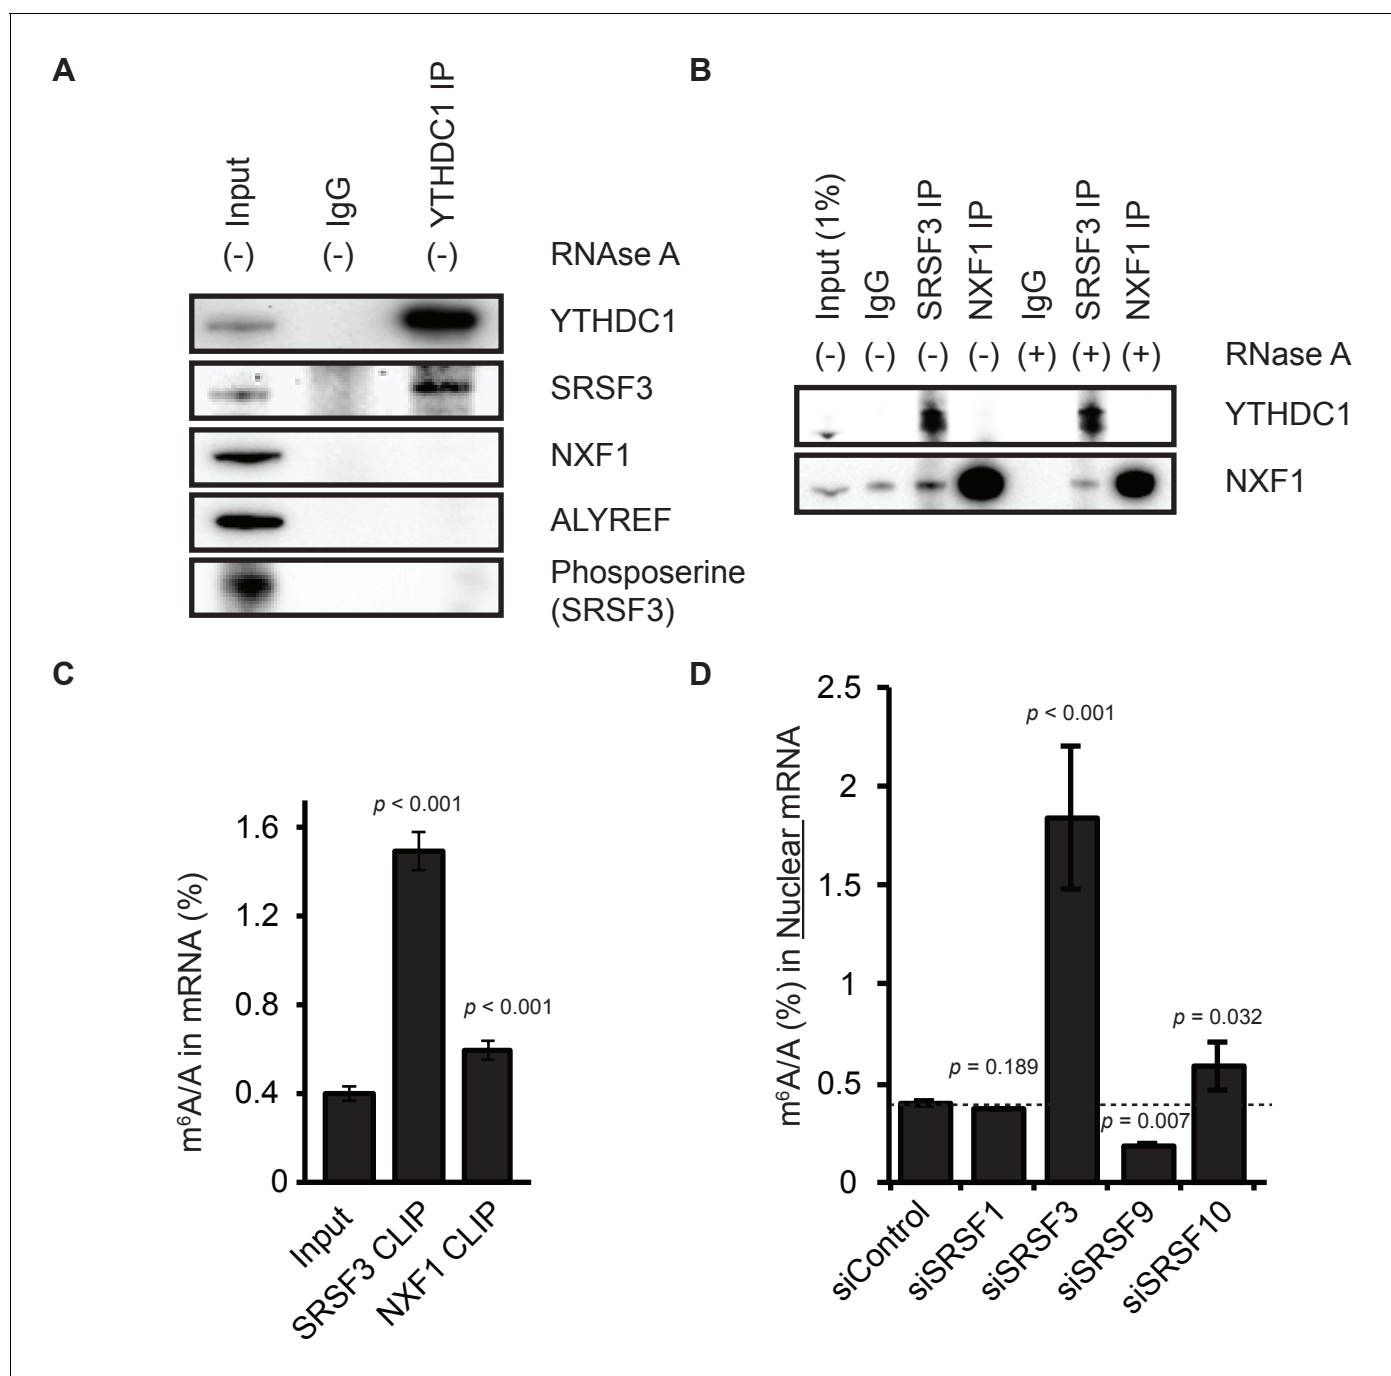 A
Input
IgG
YTHDC1 IP
(-) (-) (-) RNAse A
YTHDC1
SRSF3
NXF1
ALYREF
Phosposerine
(SRSF3)
B
Input (1%)
IgG
SRSF3 IP
NXF1 IP
IgG
SRSF3 IP
NXF1 IP
(-) (-) (-) (-) (+) (+) (+) RNase A
YTHDC1
NXF1
C
m⁶A/A in mRNA (%)
1.6
1.2
0.8
0.4
0
p < 0.001
p < 0.001
Input
SRSF3 CLIP
NXF1 CLIP
D
m⁶A/A (%) in Nuclear mRNA
2.5
2
1.5
1
0.5
0
p < 0.001
p = 0.189
p = 0.007
p = 0.032
siControl
siSRSF1
siSRSF3
siSRSF9
siSRSF10